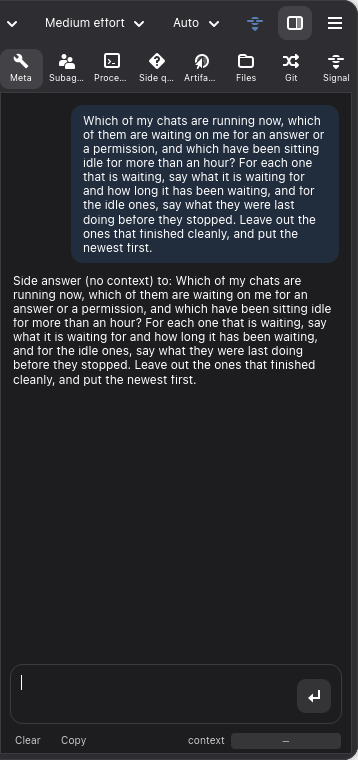 Medium effort
Auto
Meta
Subag...
Proce...
Side q...
Artifa...
Files
Git
Signal
Which of my chats are running now, which
of them are waiting on me for an answer or
a permission, and which have been sitting
idle for more than an hour? For each one
that is waiting, say what it is waiting for
and how long it has been waiting, and for
the idle ones, say what they were last
doing before they stopped. Leave out the
ones that finished cleanly, and put the
newest first.
Side answer (no context) to: Which of my chats are
running now, which of them are waiting on me for an
answer or a permission, and which have been sitting idle
for more than an hour? For each one that is waiting, say
what it is waiting for and how long it has been waiting,
and for the idle ones, say what they were last doing
before they stopped. Leave out the ones that finished
cleanly, and put the newest first.
Clear
Copy
context
–